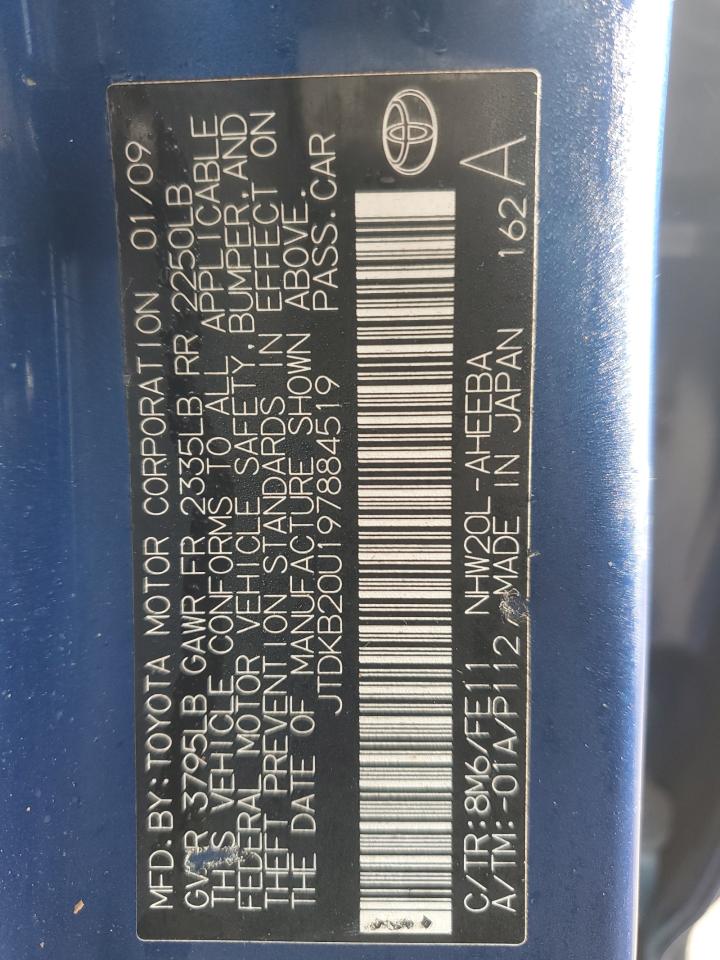 MFD. BY: TOYOTA MOTOR CORPORATION 01/09
GVWR 3795LB GAWR FR 2335LB RR 2250LB
THIS VEHICLE CONFORMS TO ALL APPLICABLE
FEDERAL MOTOR VEHICLE SAFETY, BUMPER, AND
THEFT PREVENTION STANDARDS IN EFFECT ON
THE DATE OF MANUFACTURE SHOWN ABOVE.
JTDKB20U197884519 PASS. CAR
C/TR: 8M6/FE11 NHW20L-AHEEBA
A/TM: -01A/P112 MADE IN JAPAN 162 A